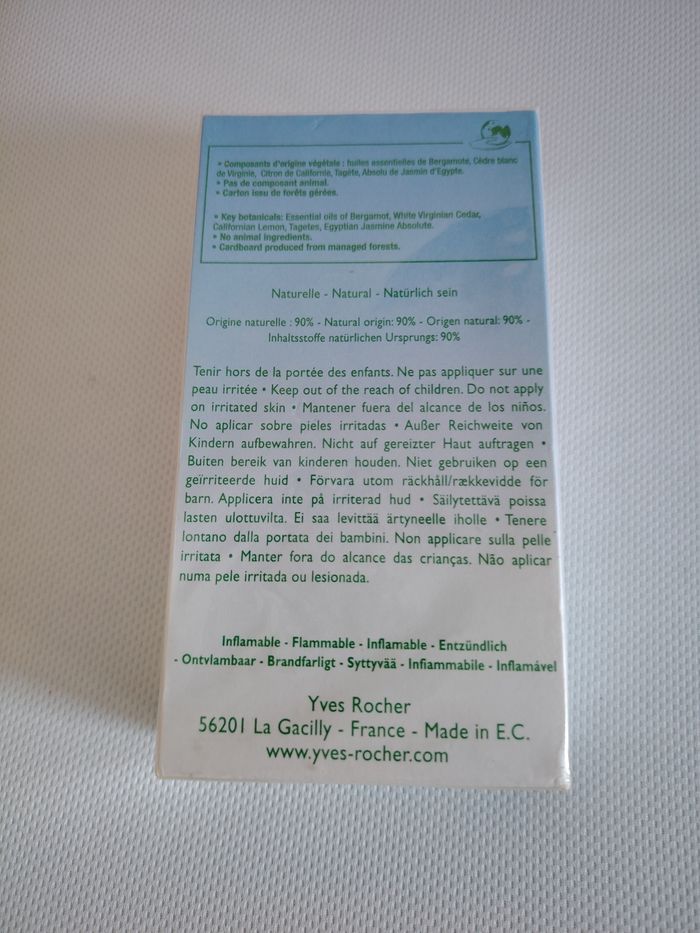 • Composants d'origine végétale : huiles essentielles de Bergamote, Cèdre blanc
de Virginie, Citron de Californie, Tagète, Absolu de Jasmin d'Egypte.
• Pas de composant animal.
• Carton issu de forêts gérées.
• Key botanicals: Essential oils of Bergamot, White Virginian Cedar,
Californian Lemon, Tagetes, Egyptian Jasmine Absolute.
• No animal ingredients.
• Cardboard produced from managed forests.
Naturelle - Natural - Natürlich sein
Origine naturelle : 90% - Natural origin: 90% - Origen natural: 90% -
Inhaltsstoffe natürlichen Ursprungs: 90%
Tenir hors de la portée des enfants. Ne pas appliquer sur une
peau irritée • Keep out of the reach of children. Do not apply
on irritated skin • Mantener fuera del alcance de los niños.
No aplicar sobre pieles irritadas • Außer Reichweite von
Kindern aufbewahren. Nicht auf gereizter Haut auftragen •
Buiten bereik van kinderen houden. Niet gebruiken op een
geïrriteerde huid • Förvara utom räckhåll/rækkevidde för
barn. Applicera inte på irriterad hud • Säilytettävä poissa
lasten ulottuvilta. Ei saa levittää ärtyneelle iholle • Tenere
lontano dalla portata dei bambini. Non applicare sulla pelle
irritata • Manter fora do alcance das crianças. Não aplicar
numa pele irritada ou lesionada.
Inflamable - Flammable - Inflamable - Entzündlich
- Ontvlambaar - Brandfarligt - Syttyvää - Infiammabile - Inflamável
Yves Rocher
56201 La Gacilly - France - Made in E.C.
www.yves-rocher.com